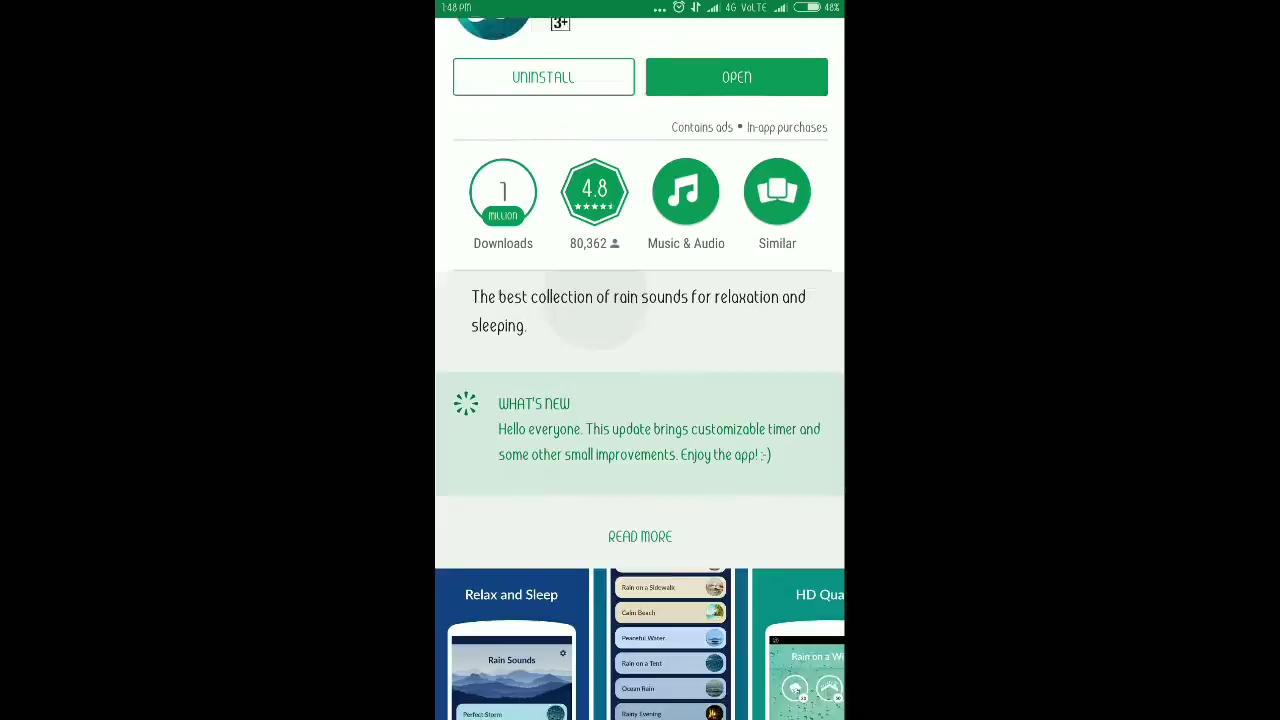 1:48 PM ... 4G VoLTE 48%
3+
UNINSTALL OPEN
Contains ads • In-app purchases
1
MILLION
4.8
Downloads 80,362 Music & Audio Similar
The best collection of rain sounds for relaxation and
sleeping.
WHAT'S NEW
Hello everyone. This update brings customizable timer and
some other small improvements. Enjoy the app! :-)
READ MORE
Relax and Sleep
Rain Sounds
Perfect Storm
Rain on a Sidewalk
Calm Beach
Peaceful Water
Rain on a Tent
Ocean Rain
Rainy Evening
HD Qua
Rain on a Wi